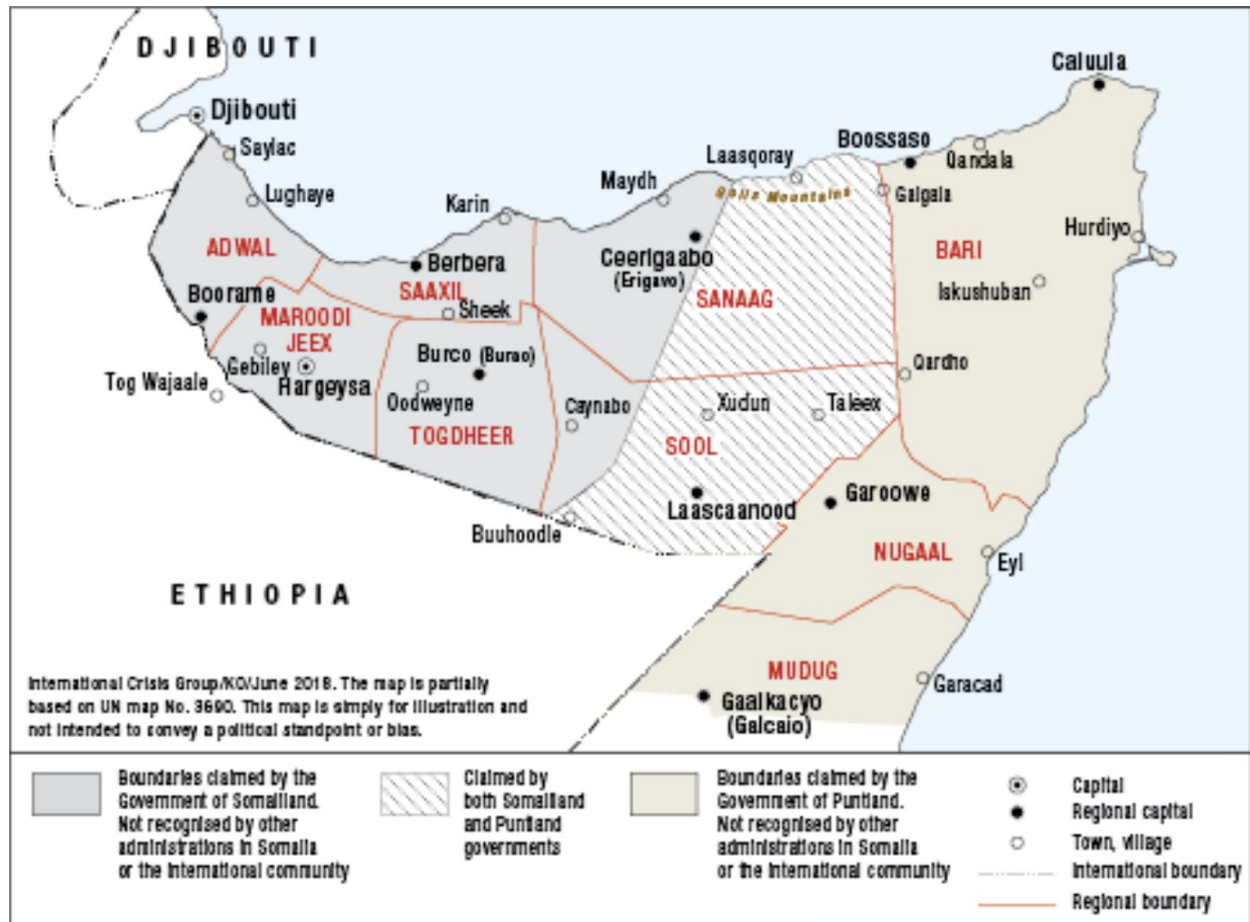 DJIBOUTI
Caluula
Djibouti
Boossaso
Saylac
Laasqoray
Qandala
Maydh
Galgala
Lughaye
Karin
Golis Mountains
Hurdiyo
ADWAL
Ceerigaabo
(Erigavo)
BARI
Berbera
SAAXIL
SANAAG
Iskushuban
Boorame
MAROODI
JEEX
Sheek
Burco (Burao)
Gebiley
Hargeysa
Qardho
Tog Wajaale
Oodweyne
Caynabo
Xudun
Taleex
TOGDHEER
SOOL
Laascaanood
Garoowe
Buuhoodle
NUGAAL
Eyl
ETHIOPIA
MUDUG
Garacad
Gaalkacyo
(Galcaio)
International Crisis Group/KO/June 2018. The map is partially
based on UN map No. 3690. This map is simply for illustration and
not intended to convey a political standpoint or bias.
Boundaries claimed by the
Government of Somaliland.
Not recognised by other
administrations in Somalia
or the international community
Claimed by
both Somaliland
and Puntland
governments
Boundaries claimed by the
Government of Puntland.
Not recognised by other
administrations in Somalia
or the international community
Capital
Regional capital
Town, village
International boundary
Regional boundary